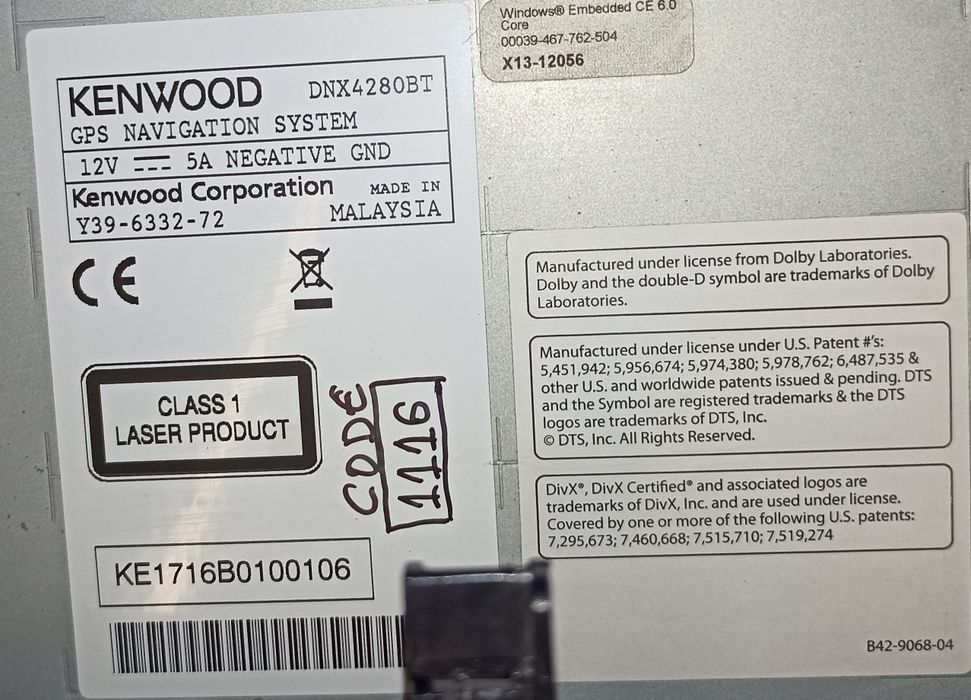 Windows® Embedded CE 6.0
Core
00039-467-762-504
X13-12056
KENWOOD DNX4280BT
GPS NAVIGATION SYSTEM
12V 5A NEGATIVE GND
Kenwood Corporation MADE IN
Y39-6332-72 MALAYSIA
CE
CLASS 1
LASER PRODUCT
CODE
1116
KE1716B0100106
Manufactured under license from Dolby Laboratories.
Dolby and the double-D symbol are trademarks of Dolby
Laboratories.
Manufactured under license under U.S. Patent #'s:
5,451,942; 5,956,674; 5,974,380; 5,978,762; 6,487,535 &
other U.S. and worldwide patents issued & pending. DTS
and the Symbol are registered trademarks & the DTS
logos are trademarks of DTS, Inc.
© DTS, Inc. All Rights Reserved.
DivX®, DivX Certified® and associated logos are
trademarks of DivX, Inc. and are used under license.
Covered by one or more of the following U.S. patents:
7,295,673; 7,460,668; 7,515,710; 7,519,274
B42-9068-04